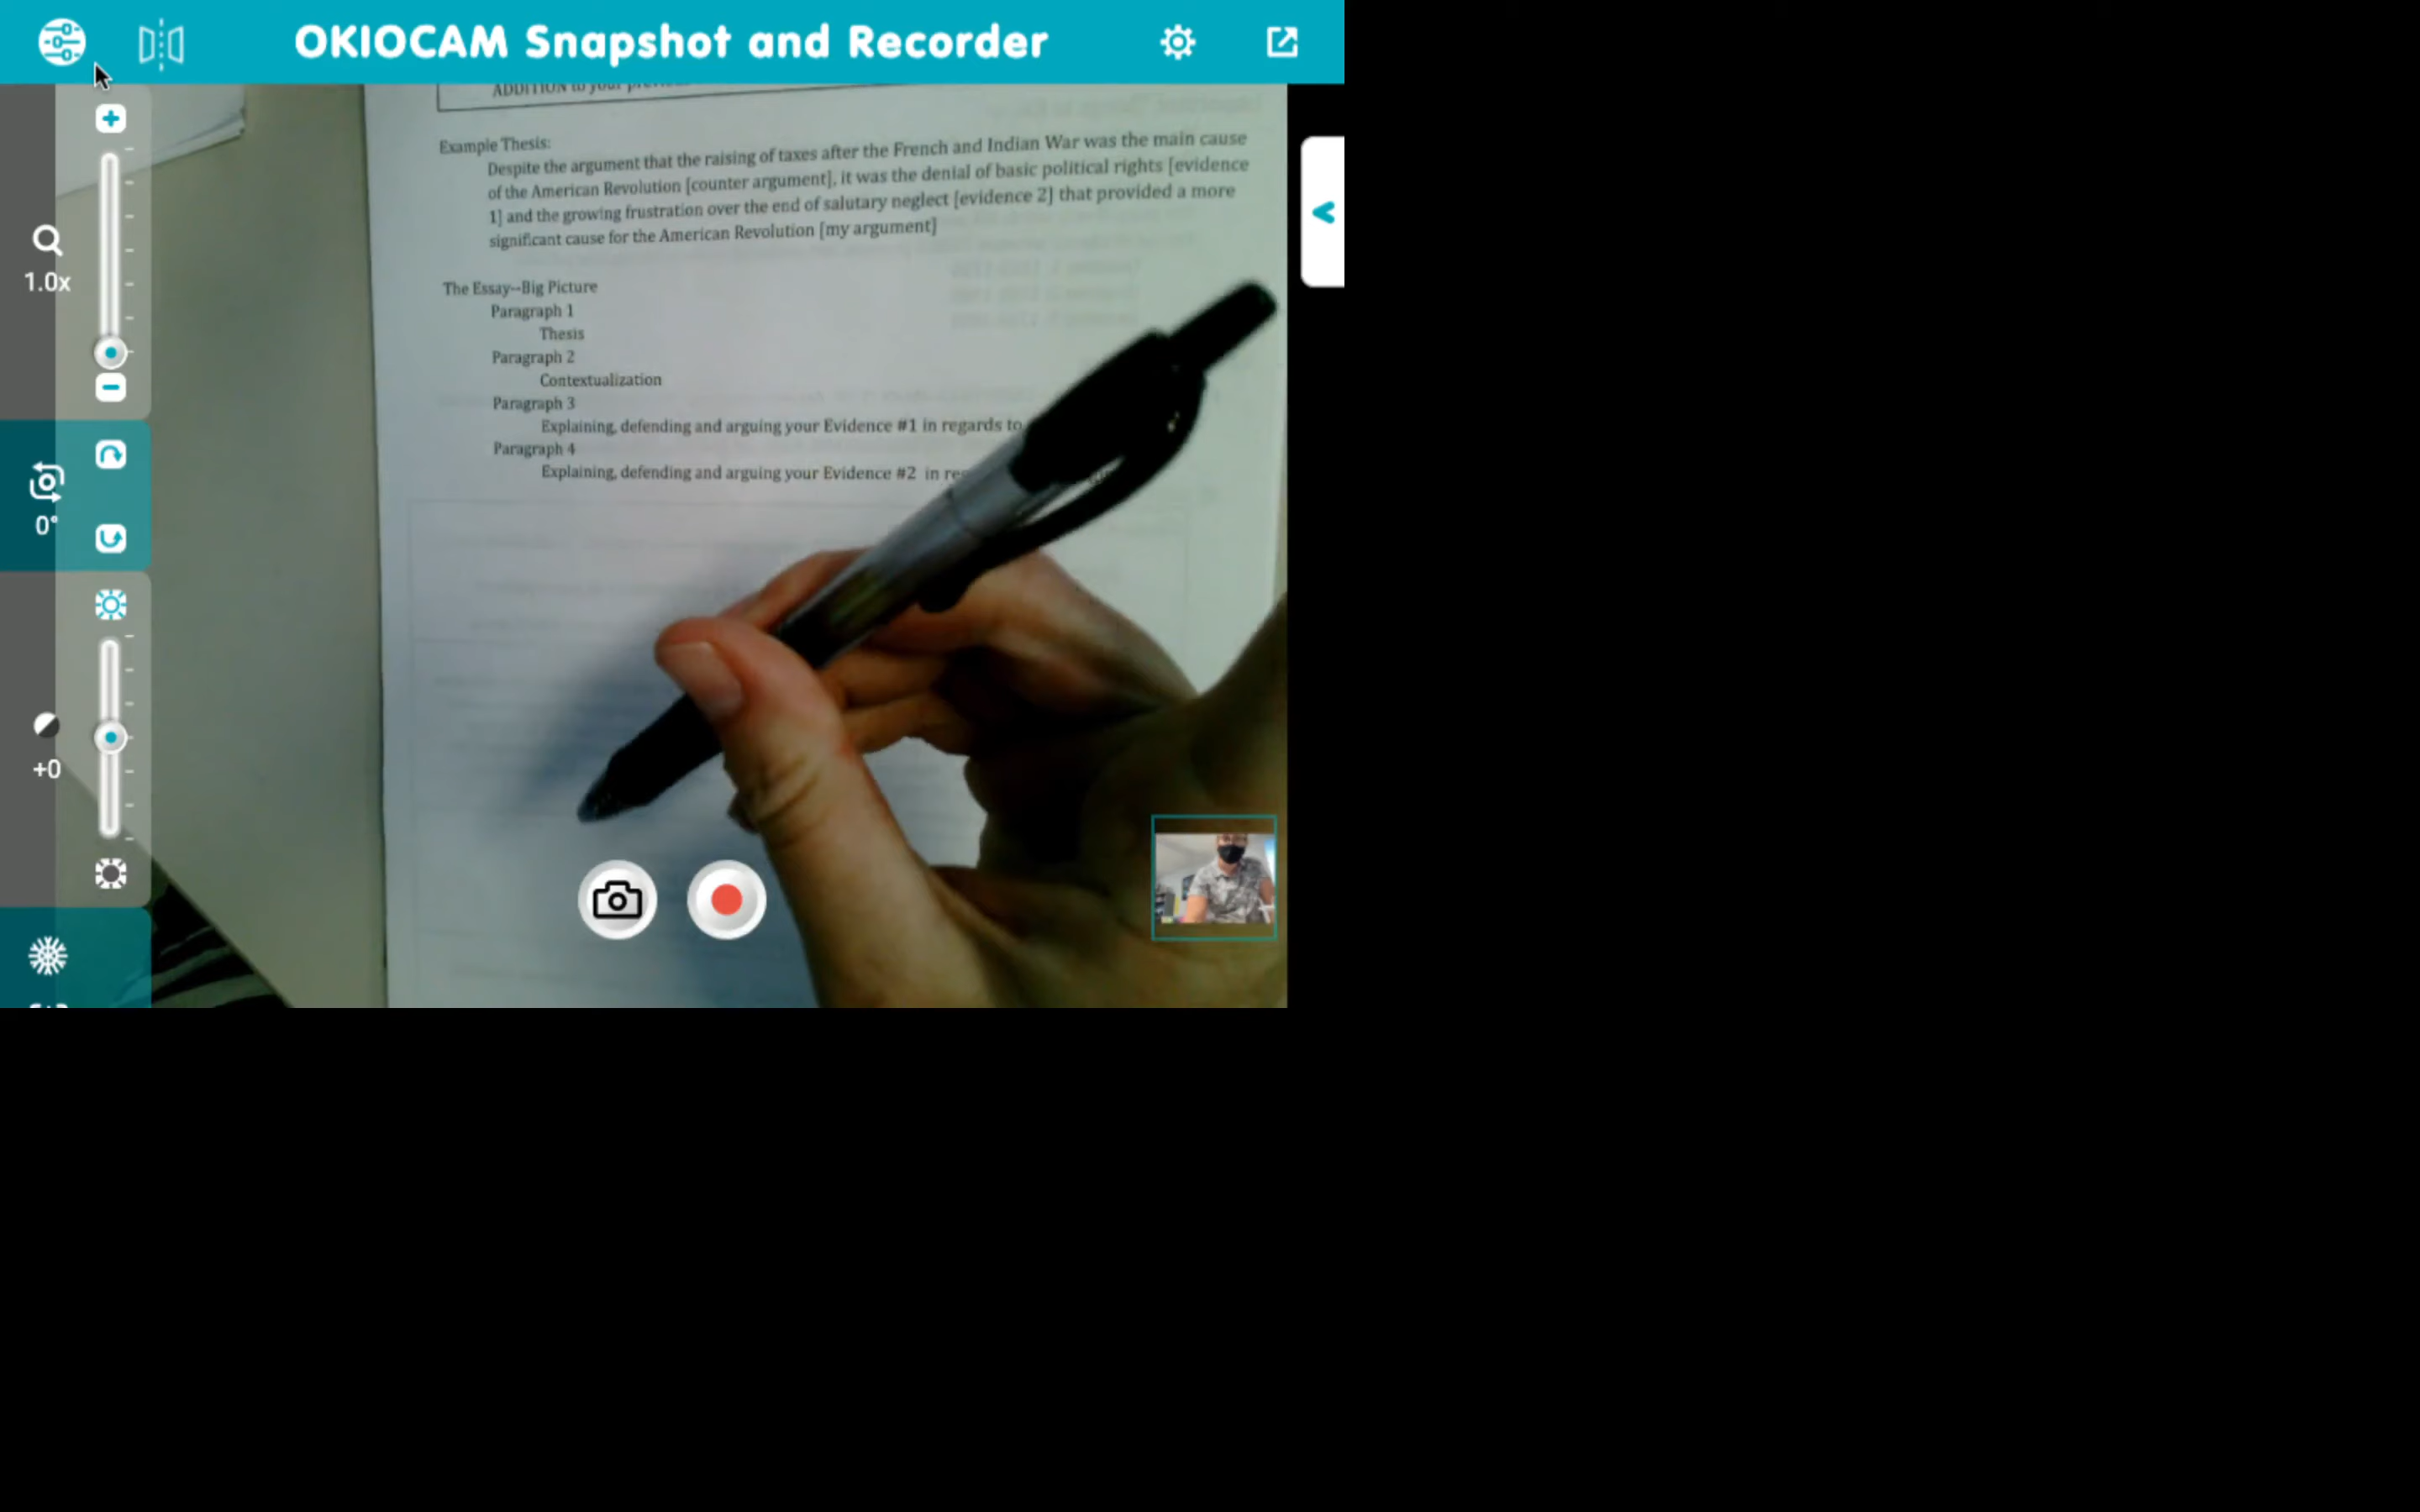 OKIOCAM Snapshot and Recorder
ADDITION to your
Example Thesis:
Despite the argument that the raising of taxes after the French and Indian War was the main cause
of the American Revolution [counter argument], it was the denial of basic political rights [evidence
1] and the growing frustration over the end of salutary neglect [evidence 2] that provided a more
significant cause for the American Revolution [my argument]
The Essay--Big Picture
Paragraph 1
Thesis
Paragraph 2
Contextualization
Paragraph 3
Explaining, defending and arguing your Evidence #1 in regards to
Paragraph 4
Explaining, defending and arguing your Evidence #2 in
1.0x
0°
+0